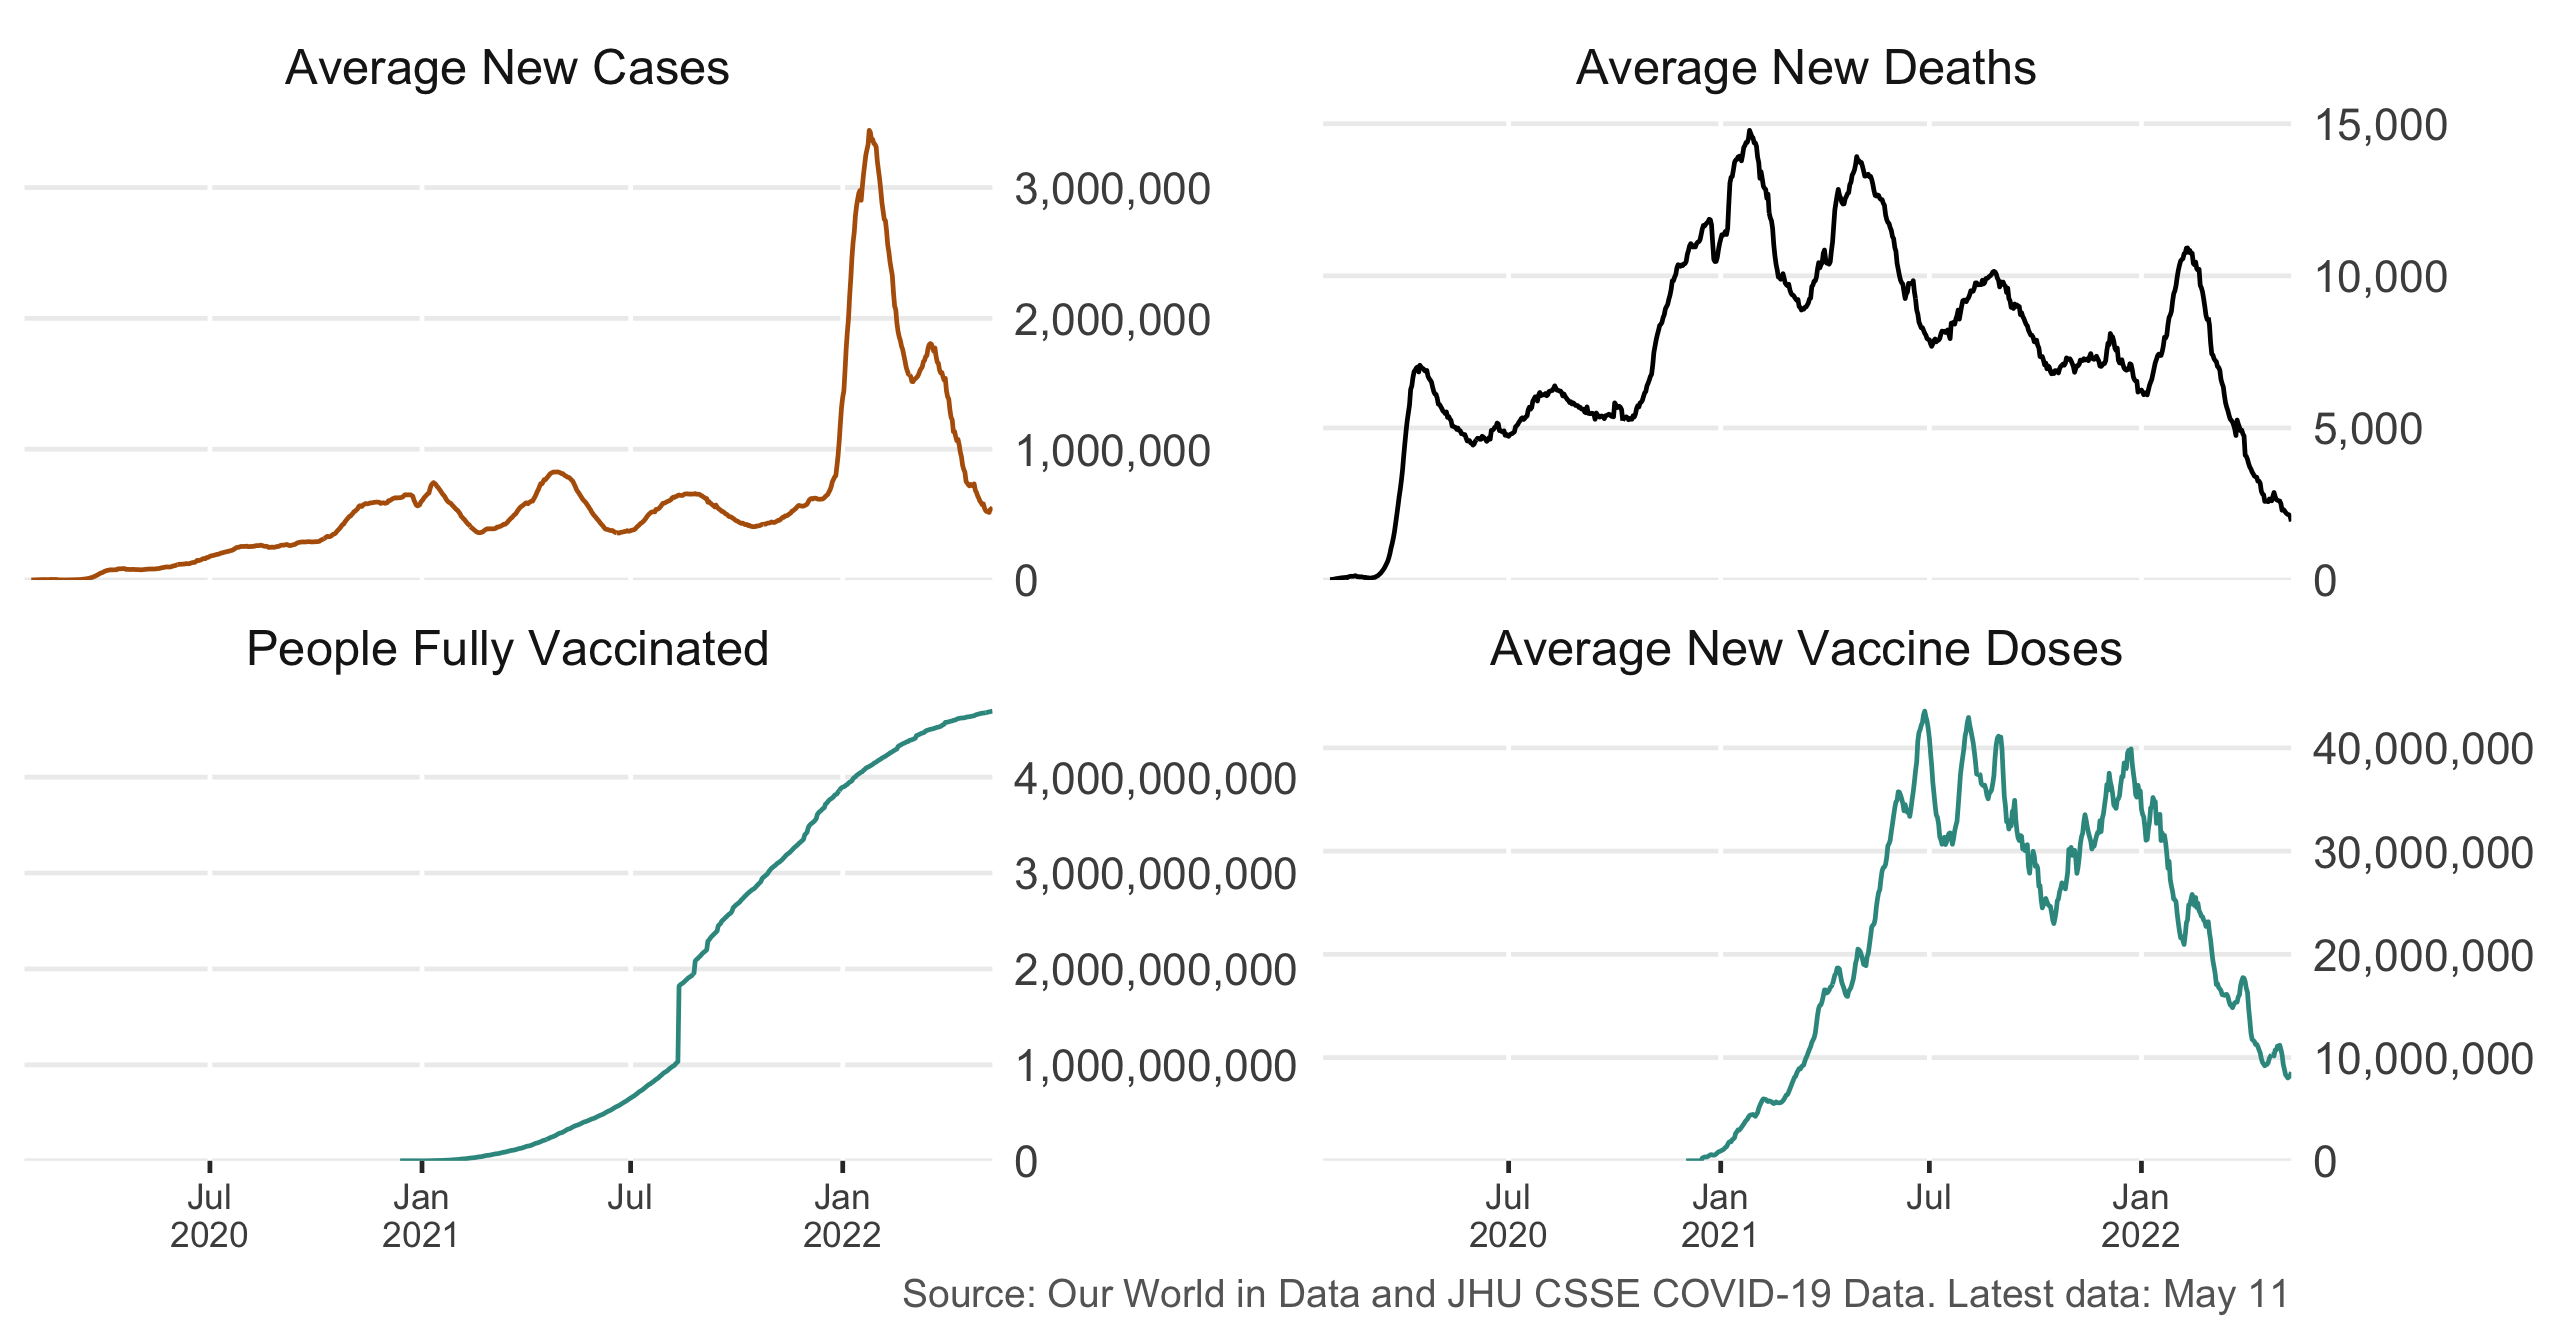 Average New Cases
3,000,000
2,000,000
1,000,000
0
Average New Deaths
15,000
10,000
5,000
0
People Fully Vaccinated
4,000,000,000
3,000,000,000
2,000,000,000
1,000,000,000
0
Jul
2020
Jan
2021
Jul
Jan
2022
Average New Vaccine Doses
40,000,000
30,000,000
20,000,000
10,000,000
0
Jul
2020
Jan
2021
Jul
Jan
2022
Source: Our World in Data and JHU CSSE COVID-19 Data. Latest data: May 11